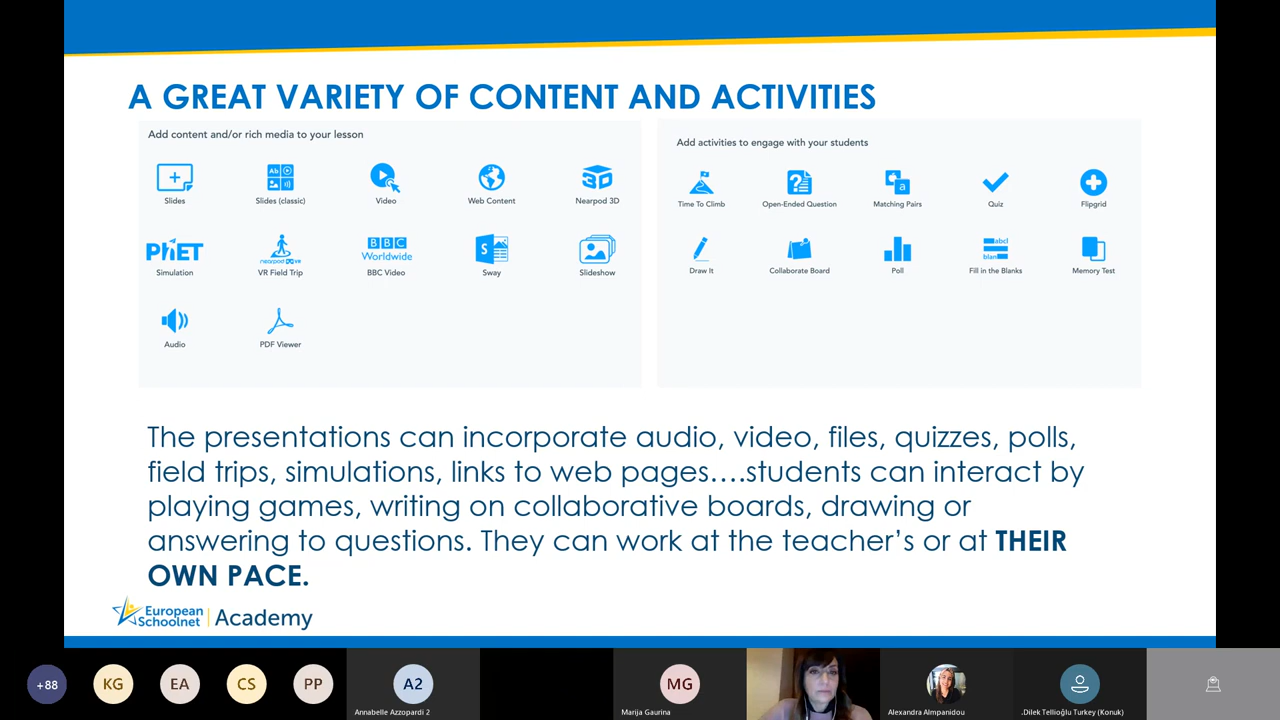 A GREAT VARIETY OF CONTENT AND ACTIVITIES
Add content and/or rich media to your lesson
Slides
Ab
Slides (classic)
Video
Web Content
3D
Nearpod 3D
PhET
Simulation
nearpod VR
VR Field Trip
BBC
Worldwide
BBC Video
S
Sway
Slideshow
Audio
PDF Viewer
Add activities to engage with your students
Time To Climb
?
Open-Ended Question
a
Matching Pairs
Quiz
Flipgrid
Draw It
Collaborate Board
Poll
abcl
blan
Fill in the Blanks
Memory Test
The presentations can incorporate audio, video, files, quizzes, polls,
field trips, simulations, links to web pages....students can interact by
playing games, writing on collaborative boards, drawing or
answering to questions. They can work at the teacher's or at THEIR
OWN PACE.
European
Schoolnet
Academy
+88
KG
EA
CS
PP
A2
Annabelle Azzopardi 2
MG
Marija Gaurina
Alexandra Almpanidou
.Dilek Tellioğlu Turkey (Konuk)